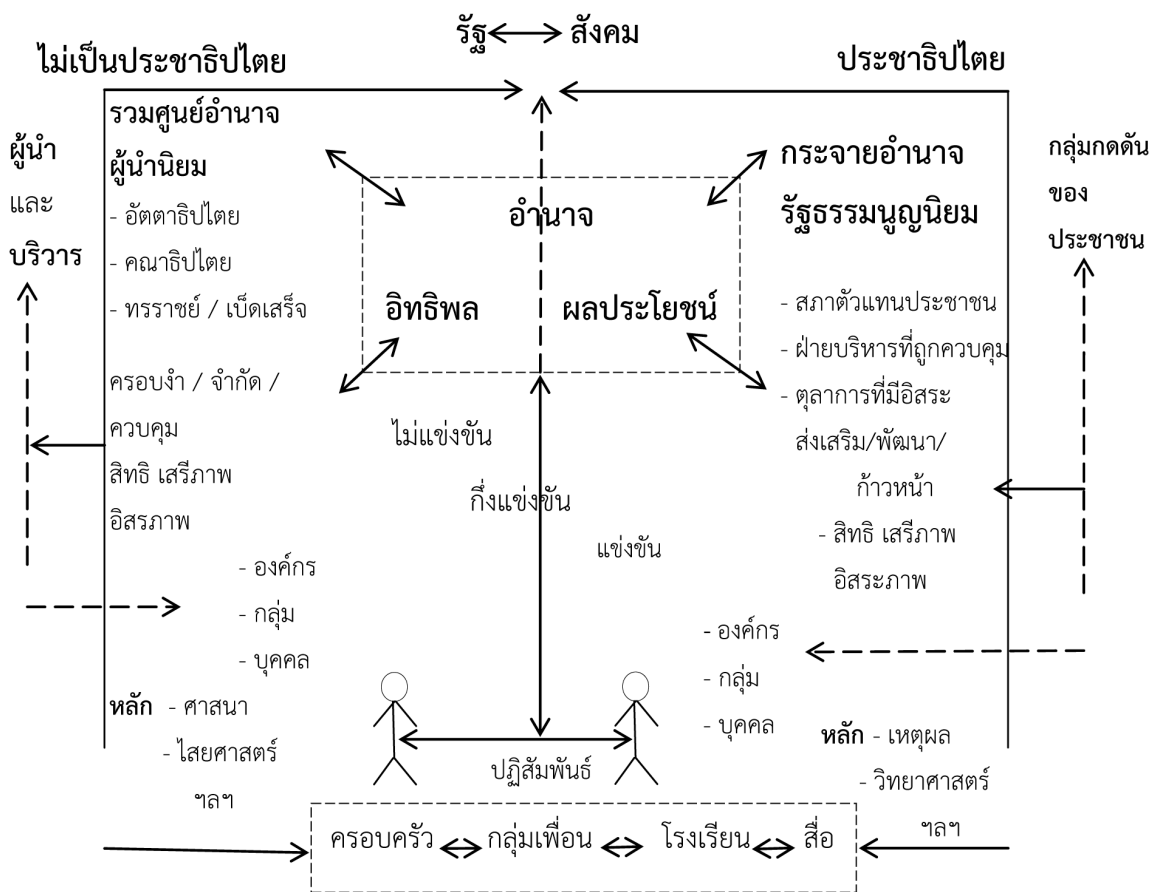 รัฐ สังคม
ไม่เป็นประชาธิปไตย
ประชาธิปไตย
ผู้นำ
และ
บริวาร
รวมศูนย์อำนาจ
ผู้นำนิยม
- อัตตาธิปไตย
- คณาธิปไตย
- ทรราชย์ / เบ็ดเสร็จ
ครอบงำ / จำกัด /
ควบคุม
สิทธิ เสรีภาพ
อิสรภาพ
- องค์กร
- กลุ่ม
- บุคคล
หลัก - ศาสนา
- ไสยศาสตร์
ฯลฯ
อำนาจ
อิทธิพล
ผลประโยชน์
ไม่แข่งขัน
กึ่งแข่งขัน
แข่งขัน
ปฏิสัมพันธ์
กระจายอำนาจ
รัฐธรรมนูญนิยม
- สภาตัวแทนประชาชน
- ฝ่ายบริหารที่ถูกควบคุม
- ตุลาการที่มีอิสระ
ส่งเสริม/พัฒนา/
ก้าวหน้า
- สิทธิ เสรีภาพ
อิสระภาพ
- องค์กร
- กลุ่ม
- บุคคล
หลัก - เหตุผล
- วิทยาศาสตร์
ฯลฯ
กลุ่มกดดัน
ของ
ประชาชน
ครอบครัว กลุ่มเพื่อน โรงเรียน สื่อ